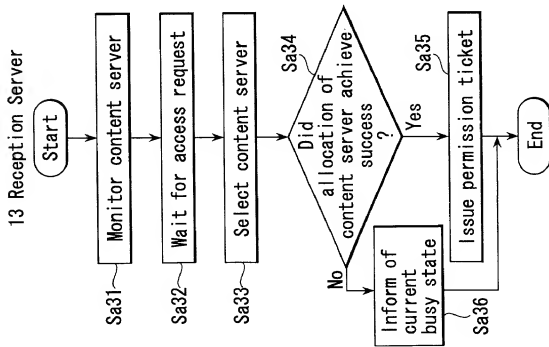 13 Reception Server
Start
Monitor content server
Sa31
Wait for access request
Sa32
Select content server
Sa33
Did
allocation of
content server achieve
success
?
Sa34
Yes
No
Issue permission ticket
Sa35
Inform of
current
busy state
Sa36
End